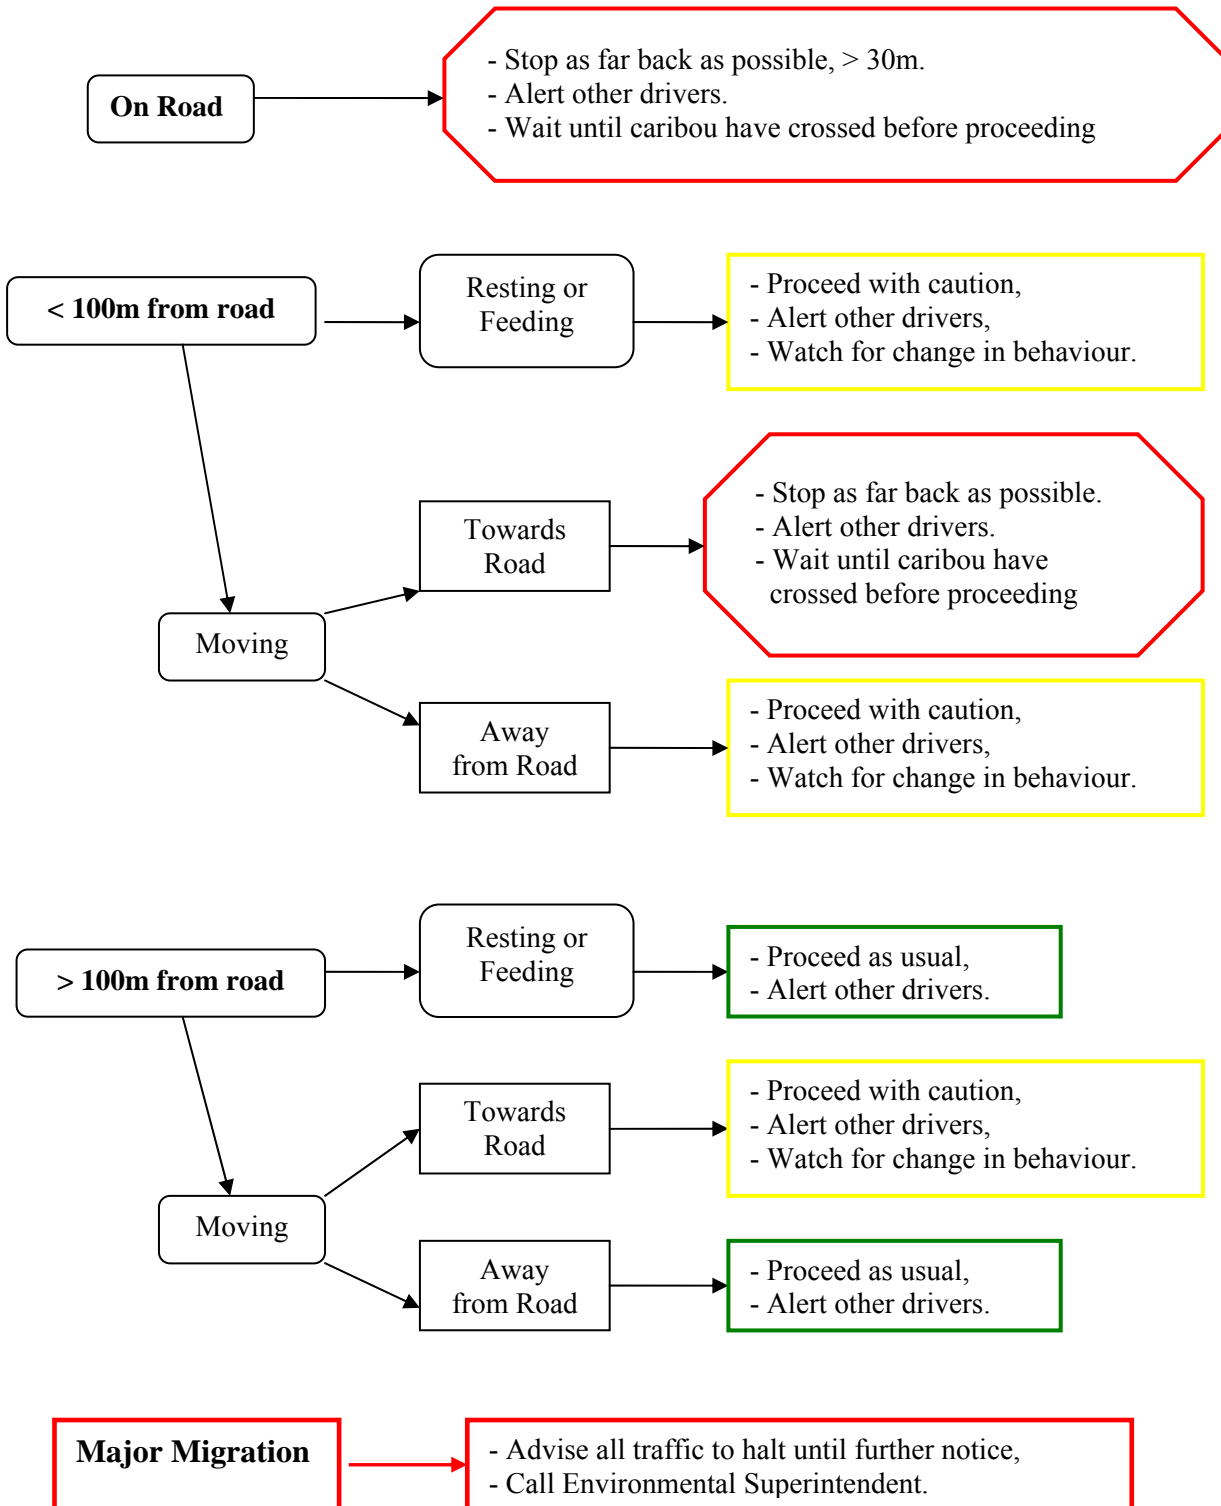 On Road
- Stop as far back as possible, > 30m.
- Alert other drivers.
- Wait until caribou have crossed before proceeding
< 100m from road
Resting or
Feeding
- Proceed with caution,
- Alert other drivers,
- Watch for change in behaviour.
Towards
Road
- Stop as far back as possible.
- Alert other drivers.
- Wait until caribou have
crossed before proceeding
Moving
Away
from Road
- Proceed with caution,
- Alert other drivers,
- Watch for change in behaviour.
> 100m from road
Resting or
Feeding
- Proceed as usual,
- Alert other drivers.
Towards
Road
- Proceed with caution,
- Alert other drivers,
- Watch for change in behaviour.
Moving
Away
from Road
- Proceed as usual,
- Alert other drivers.
Major Migration
- Advise all traffic to halt until further notice,
- Call Environmental Superintendent.